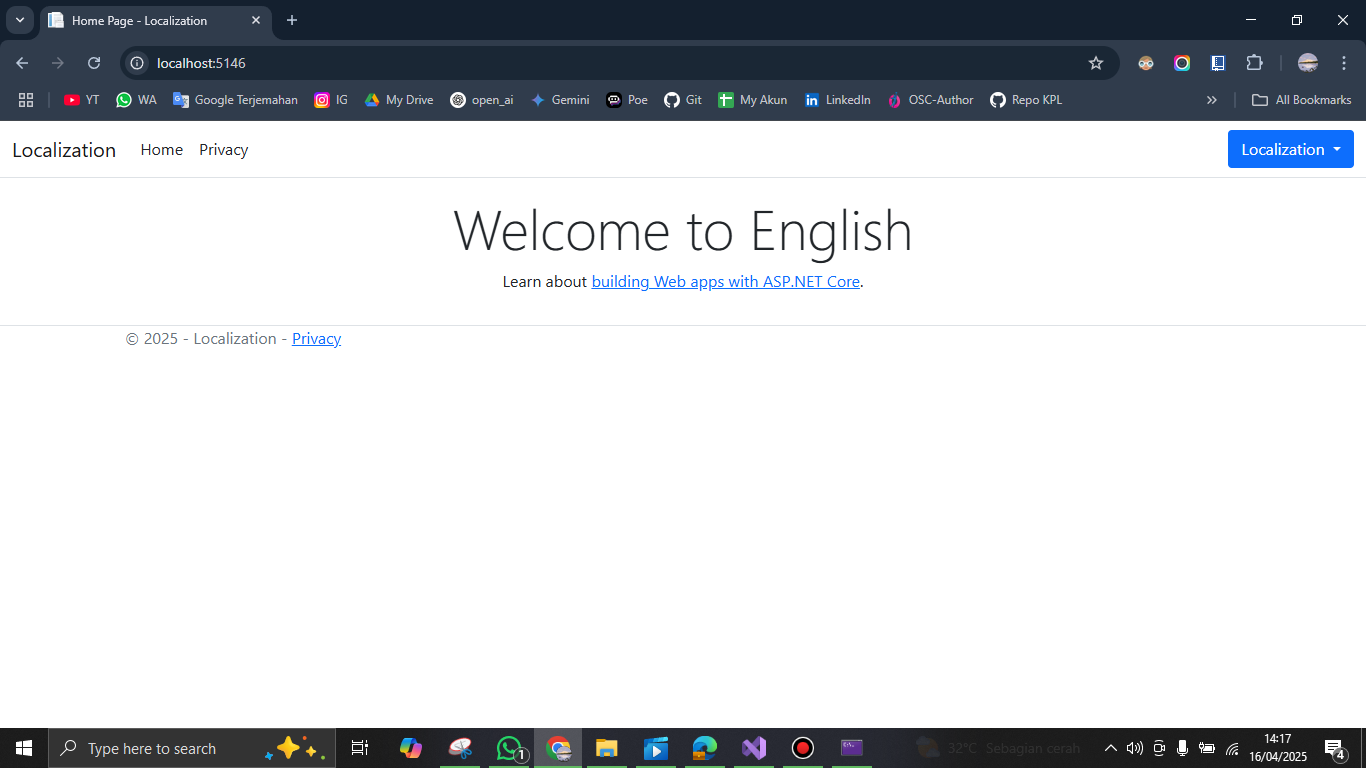 Home Page - Localization
localhost:5146
YT WA Google Terjemahan IG My Drive open_ai Gemini Poe Git My Akun LinkedIn OSC-Author Repo KPL » All Bookmarks
Localization Home Privacy Localization
Welcome to English
Learn about building Web apps with ASP.NET Core.
© 2025 - Localization - Privacy
Type here to search
1
32°C Sebagian cerah
14:17
16/04/2025
4